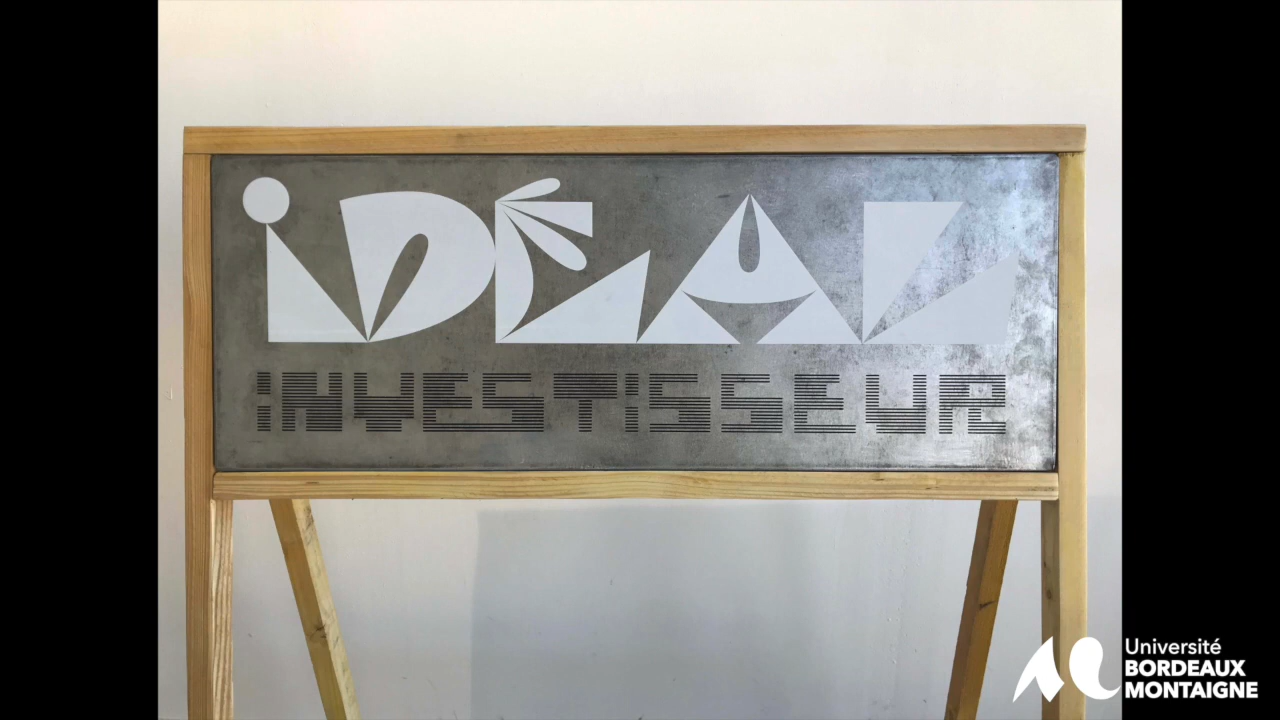 iDÉAL
iNVESTISSEUR
Université
BORDEAUX
MONTAIGNE